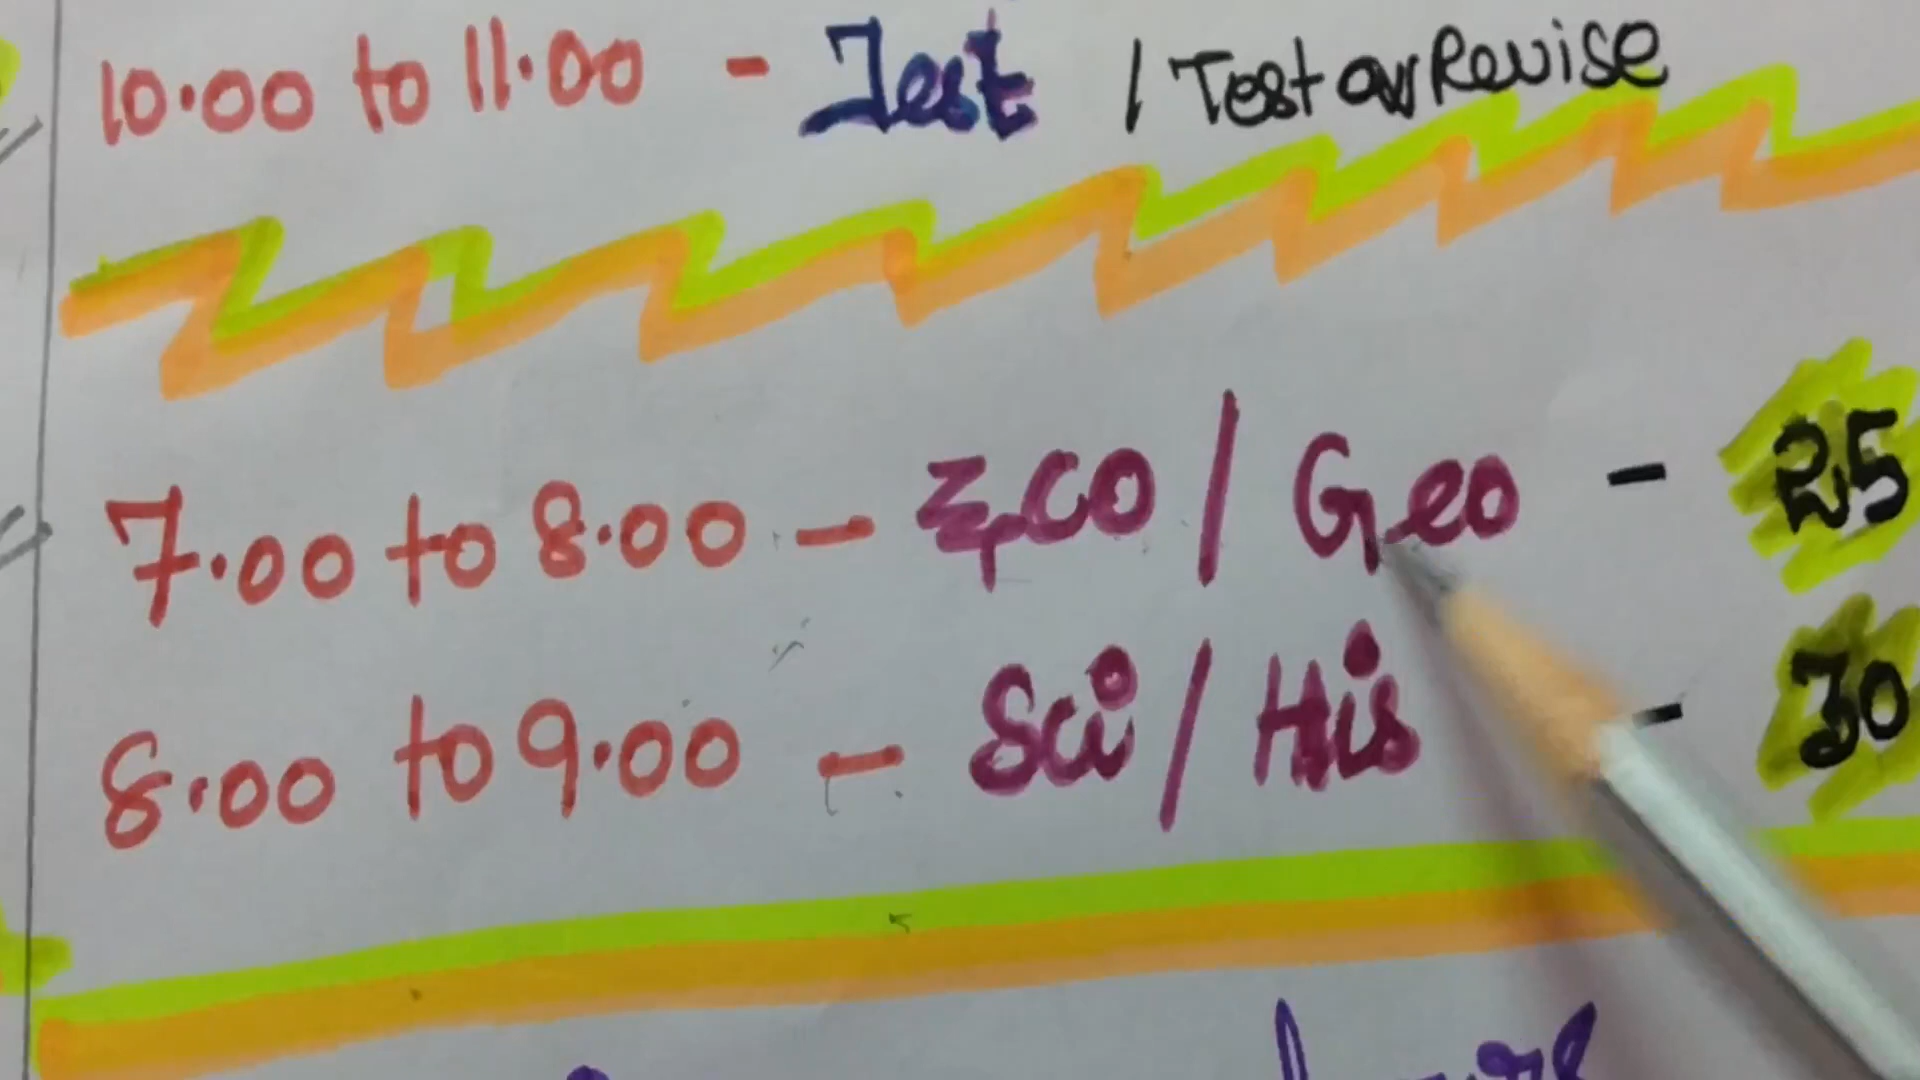 10.00 to 11.00 - Test / Test or Revise
7.00 to 8.00 - Eco / Geo - 25
8.00 to 9.00 - Sci / His - 30